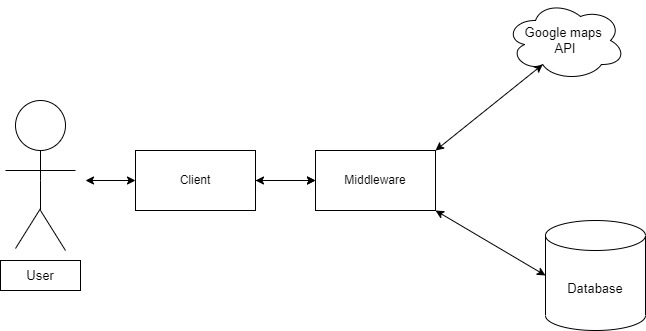 Google maps
API
Client
Middleware
User
Database